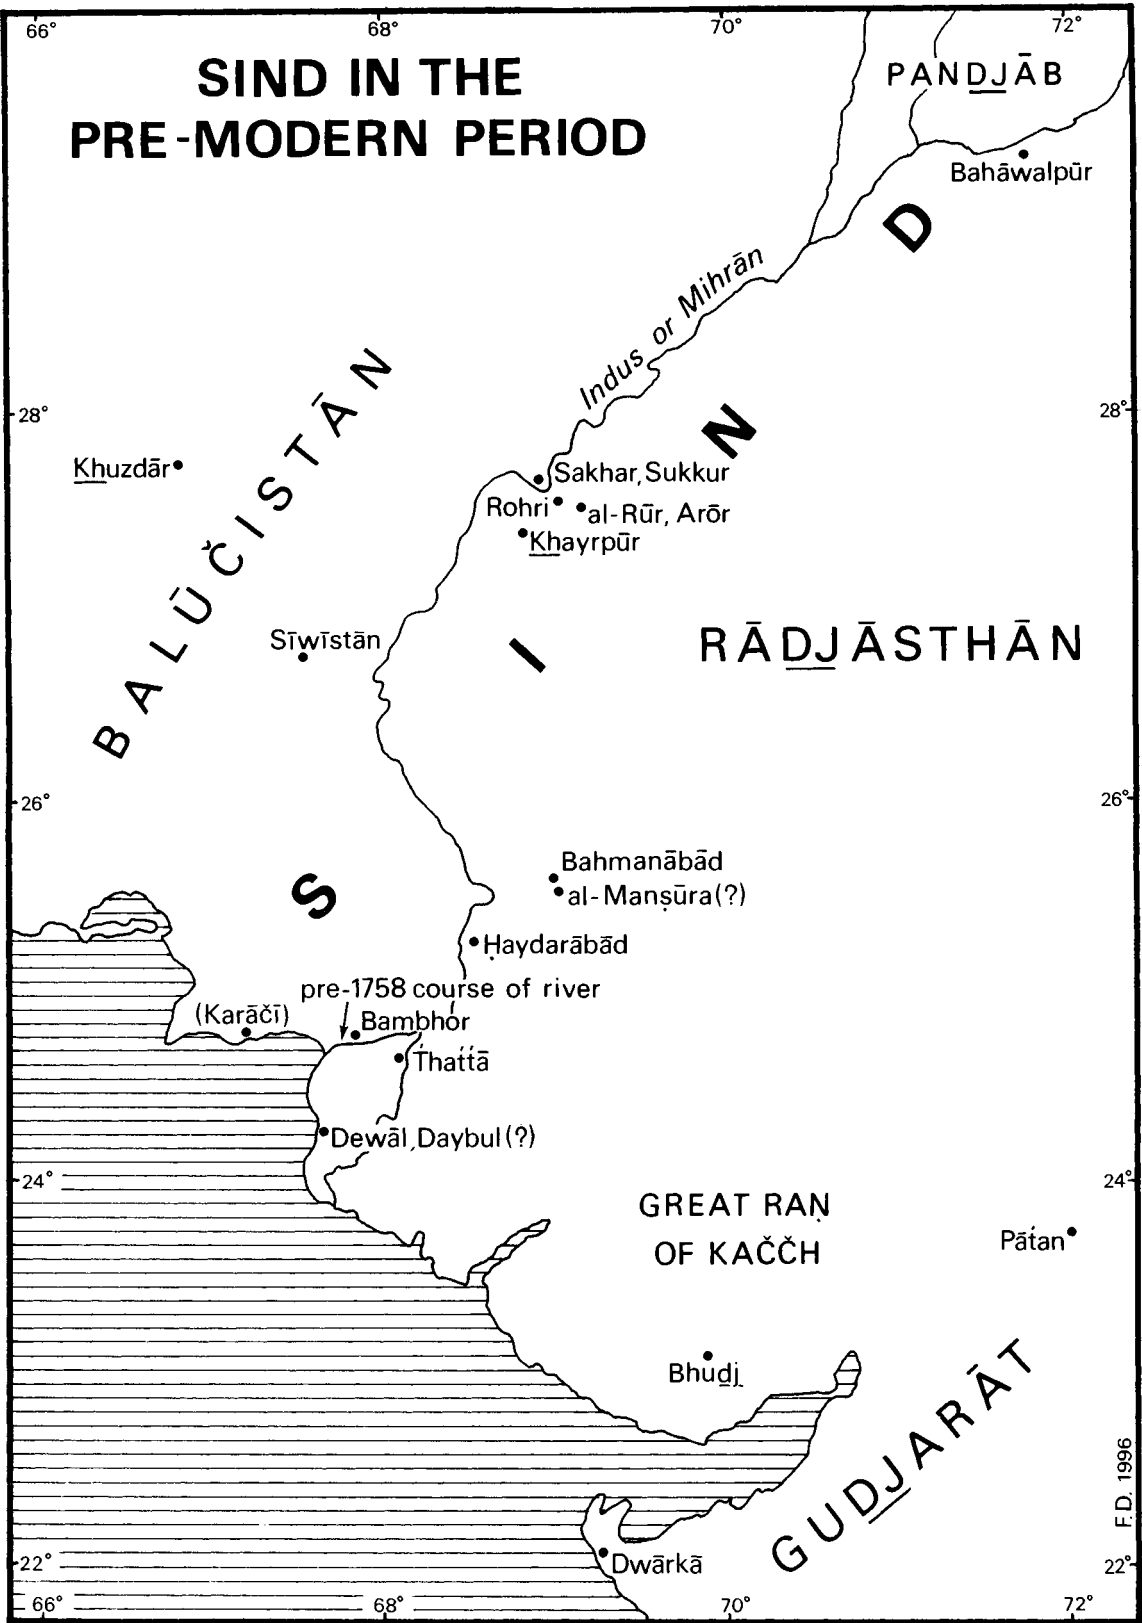 66°
68°
70°
72°
SIND IN THE
PRE-MODERN PERIOD
PANDJĀB
Bahāwalpūr
D
Indus or Mihrān
BALŪČISTĀN
28°
28°
N
Khuzdār
Sakhar, Sukkur
Rohri
al-Rūr, Arōr
Khayrpūr
Sīwīstān
I
RĀDJĀSTHĀN
26°
26°
Bahmanābād
al-Manṣūra(?)
S
Ḥaydarābād
pre-1758 course of river
(Karāčī)
Bambhōr
Thaťťā
Dewāl, Daybul(?)
24°
24°
GREAT RAṆ
OF KAČČH
Pāťan
Bhudj
GUDJARĀT
F.D. 1996
Dwārkā
22°
22°
66°
68°
70°
72°